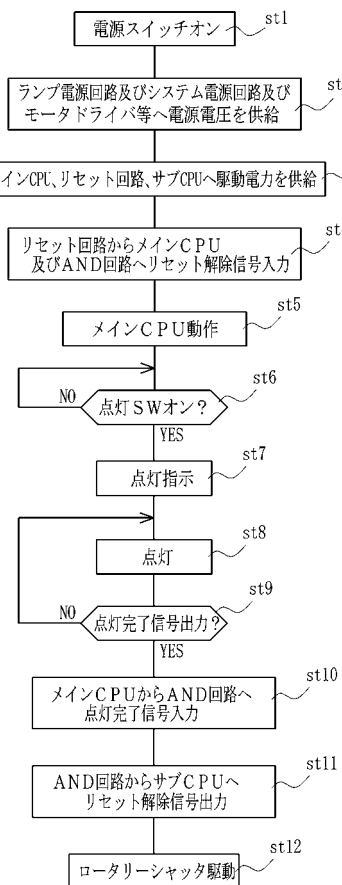 電源スイッチオン
st1
ランプ電源回路及びシステム電源回路及び
モータドライバ等へ電源電圧を供給
st
インCPU、リセット回路、サブCPUへ駆動電力を供給
リセット回路からメインCPU
及びAND回路へリセット解除信号入力
st
メインCPU動作
st5
点灯SWオン?
st6
NO
YES
点灯指示
st7
点灯
st8
点灯完了信号出力?
st9
NO
YES
メインCPUからAND回路へ
点灯完了信号入力
st10
AND回路からサブCPUへ
リセット解除信号出力
st11
ロータリーシャッタ駆動
st12